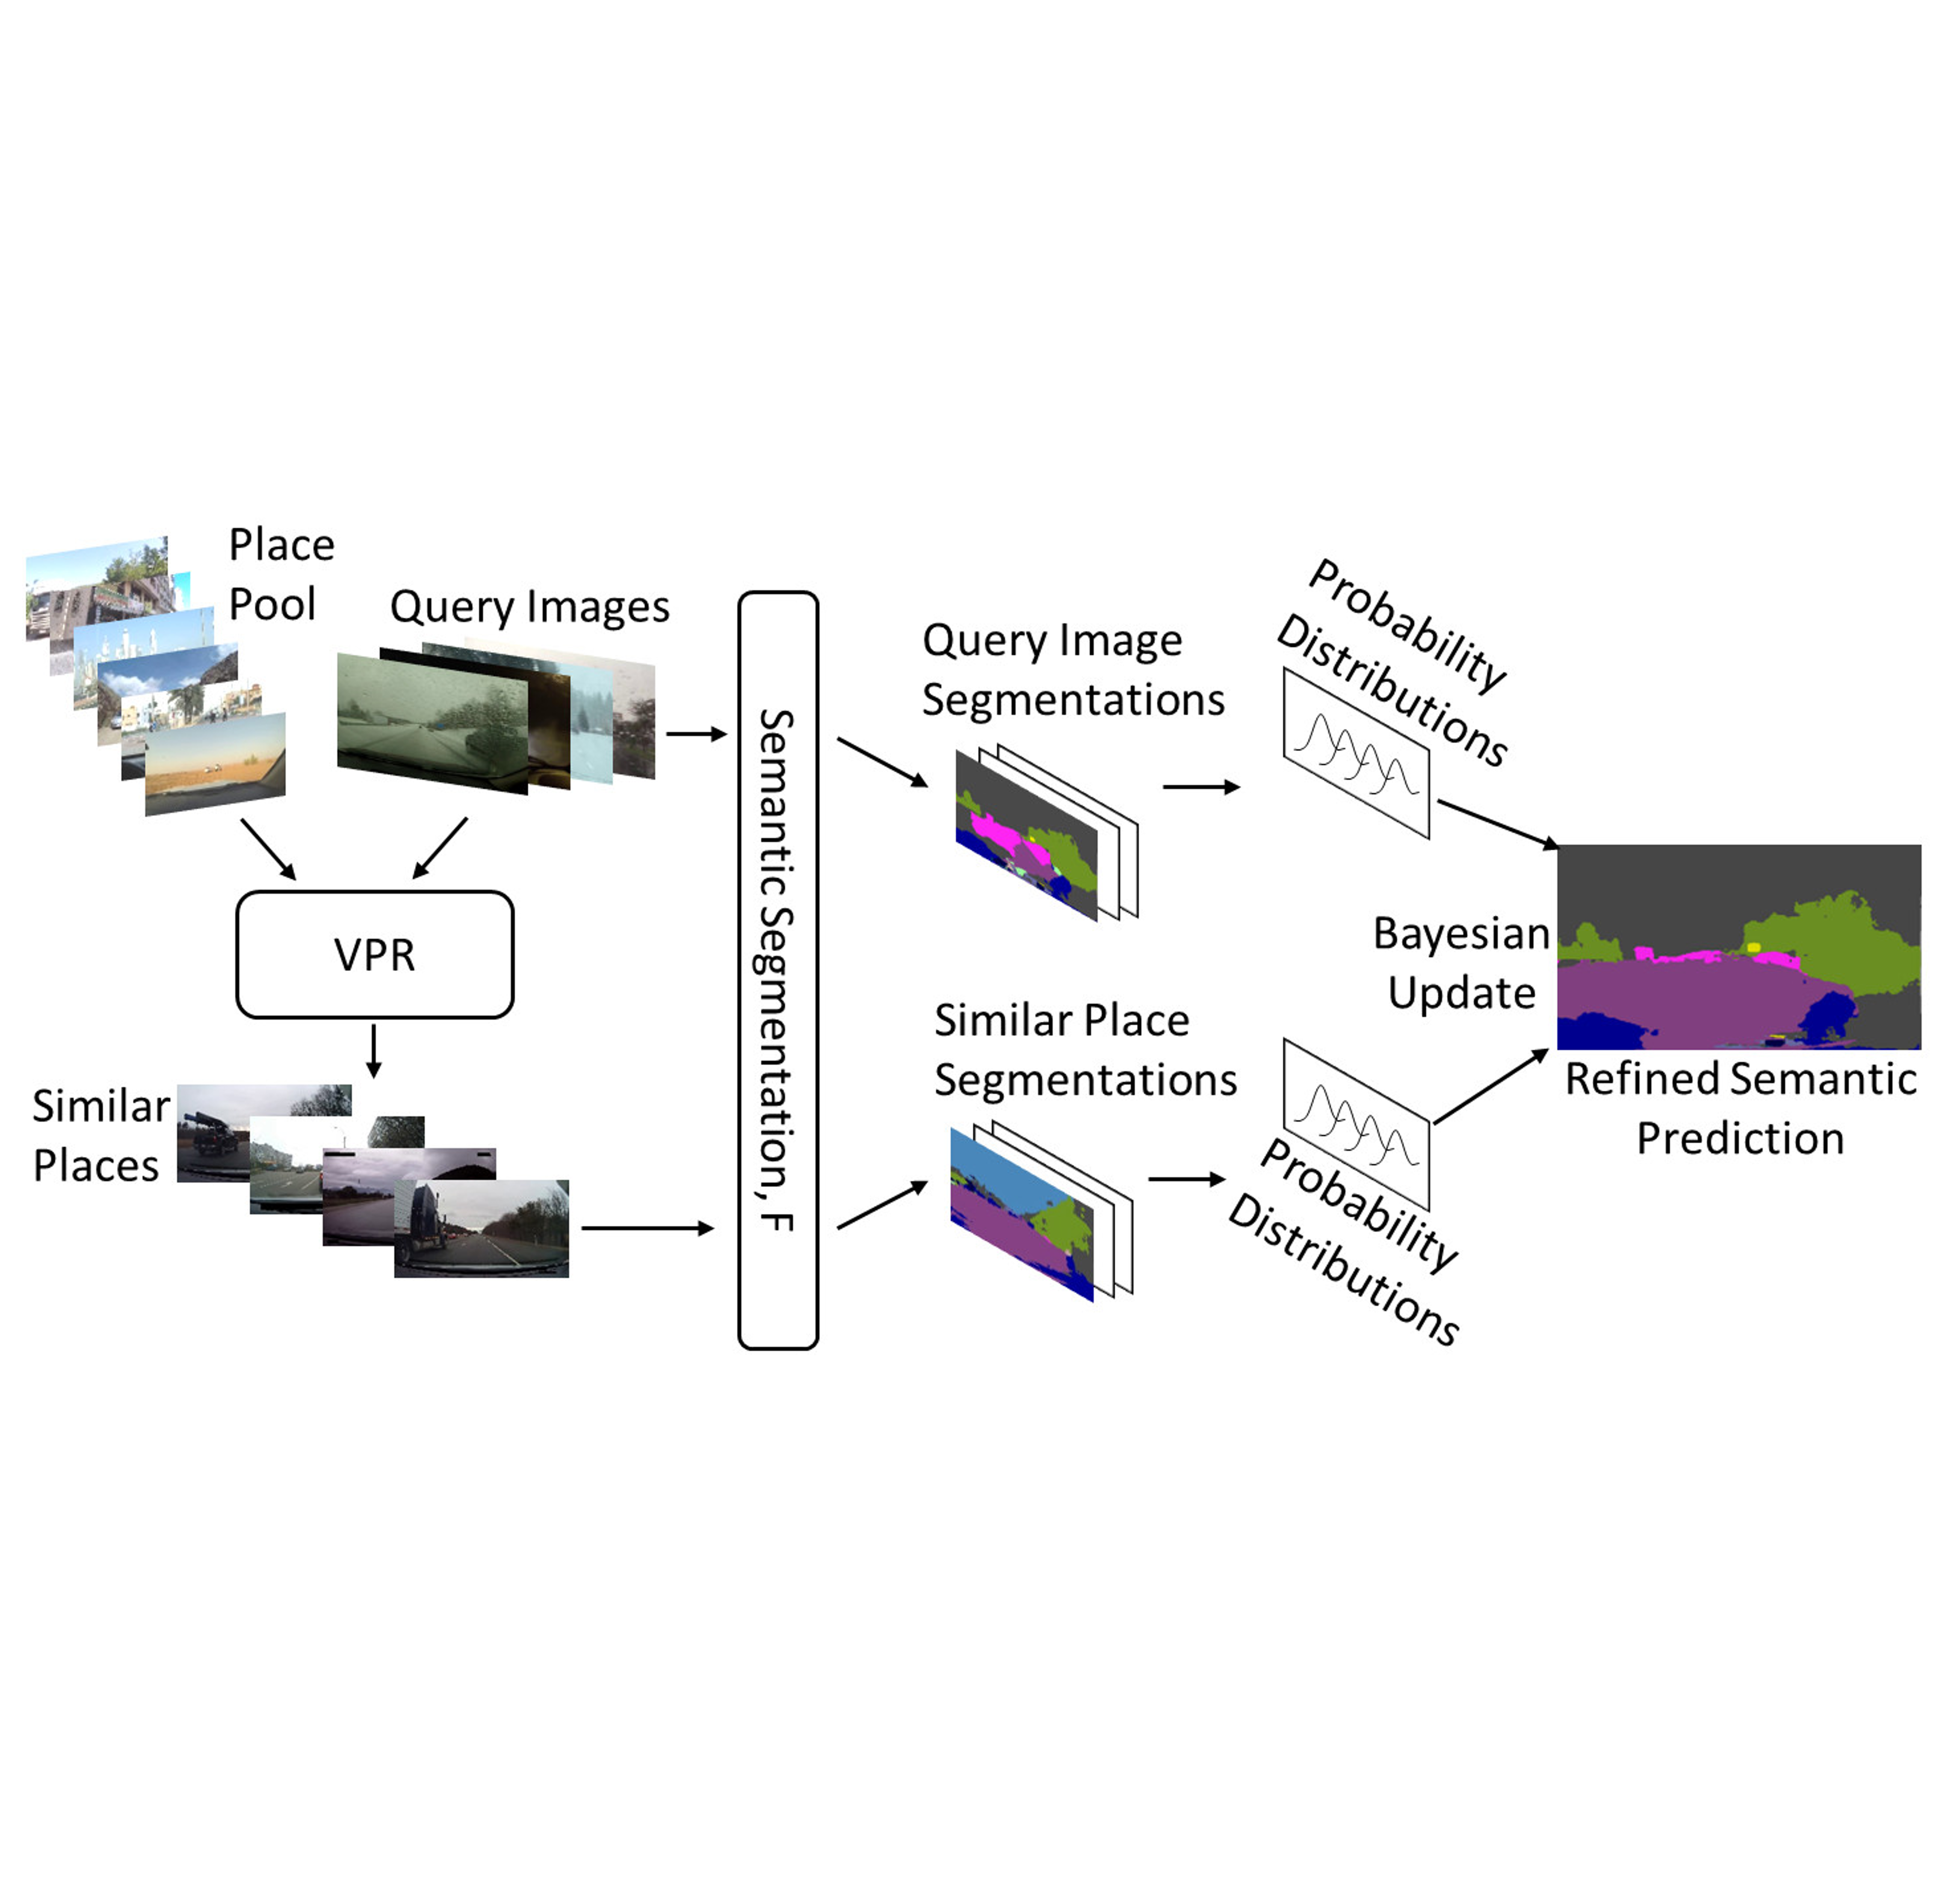 Place
Pool
Query Images
VPR
Similar
Places
Semantic Segmentation, F
Query Image
Segmentations
Probability
Distributions
Similar Place
Segmentations
Probability
Distributions
Bayesian
Update
Refined Semantic
Prediction